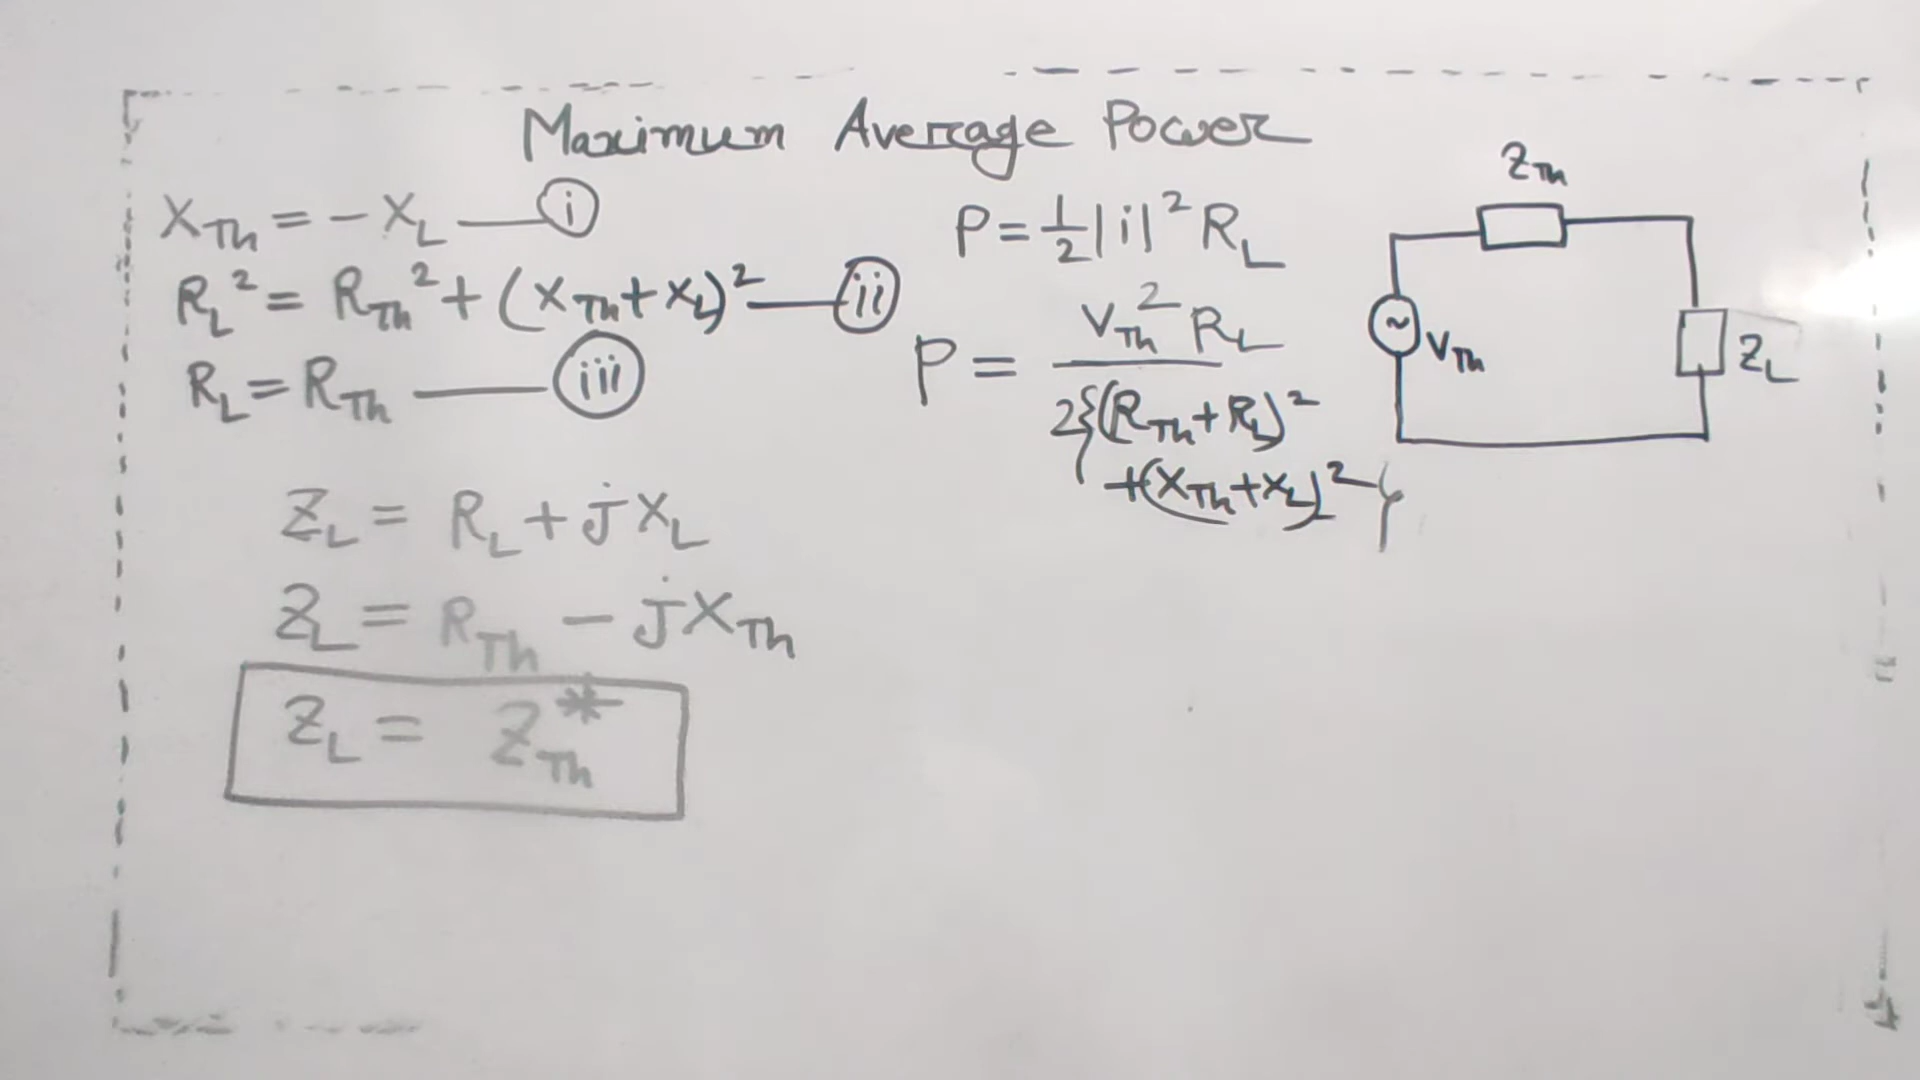 Maximum Average Power
X_Th = - X_L — (i)
R_L² = R_Th² + (X_Th + X_L)² — (ii)
R_L = R_Th — (iii)
Z_L = R_L + jX_L
Z_L = R_Th - jX_Th
Z_L = Z_Th*
P = 1/2 |i|² R_L
P = V_Th² R_L / 2{(R_Th + R_L)²
+ (X_Th + X_L)²}
Z_Th
V_Th
Z_L